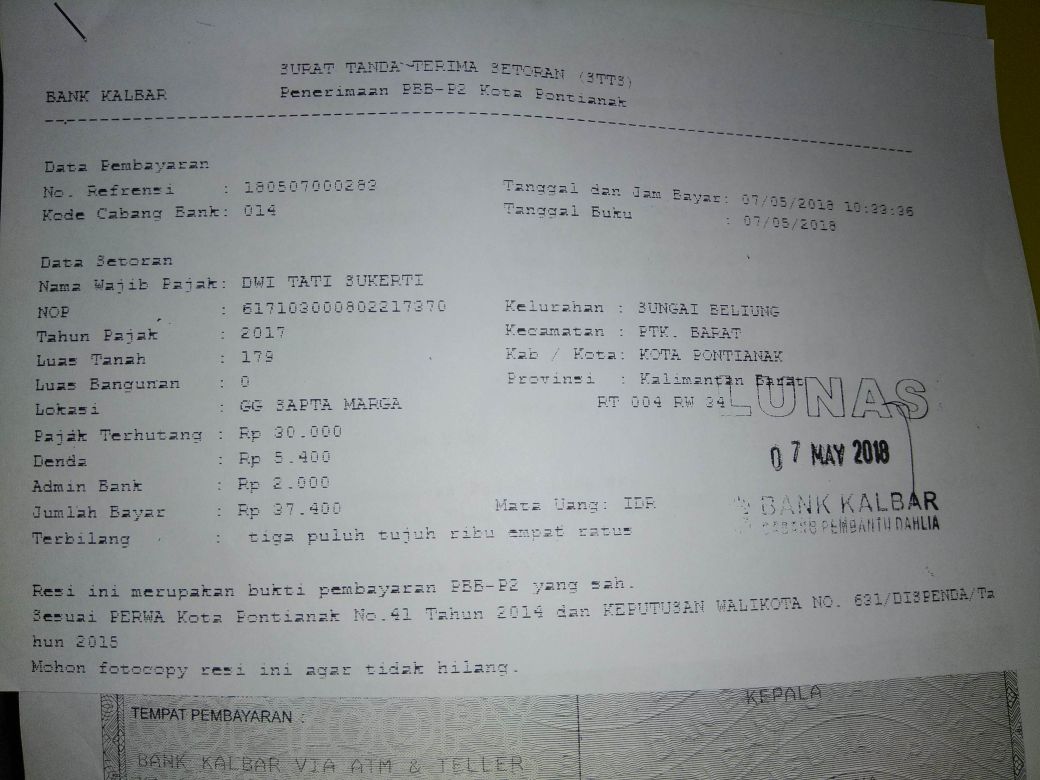 SURAT TANDA TERIMA SETORAN (STTS)
BANK KALBAR Penerimaan PBB-P2 Kota Pontianak
Data Pembayaran
No. Refrensi : 180507000283 Tanggal dan Jam Bayar: 07/05/2018 10:33:36
Kode Cabang Bank: 014 Tanggal Buku : 07/05/2018
Data Setoran
Nama Wajib Pajak: DWI TATI SUKERTI
NOP : 617103000802217370 Kelurahan : SUNGAI BELIUNG
Tahun Pajak : 2017 Kecamatan : PTK. BARAT
Luas Tanah : 179 Kab / Kota: KOTA PONTIANAK
Luas Bangunan : 0 Provinsi : Kalimantan Barat
Lokasi : GG SAPTA MARGA RT 004 RW 34
LUNAS
Pajak Terhutang : Rp 30.000
Denda : Rp 5.400
07 MAY 2018
Admin Bank : Rp 2.000
Jumlah Bayar : Rp 37.400 Mata Uang: IDR
BANK KALBAR
CABANG PEMBANTU DAHLIA
Terbilang : tiga puluh tujuh ribu empat ratus
Resi ini merupakan bukti pembayaran PBB-P2 yang sah.
Sesuai PERWA Kota Pontianak No.41 Tahun 2014 dan KEPUTUSAN WALIKOTA NO. 631/DISPENDA/Ta
hun 2015
Mohon fotocopy resi ini agar tidak hilang.
KEPALA
TEMPAT PEMBAYARAN :
BANK KALBAR VIA ATM & TELLER